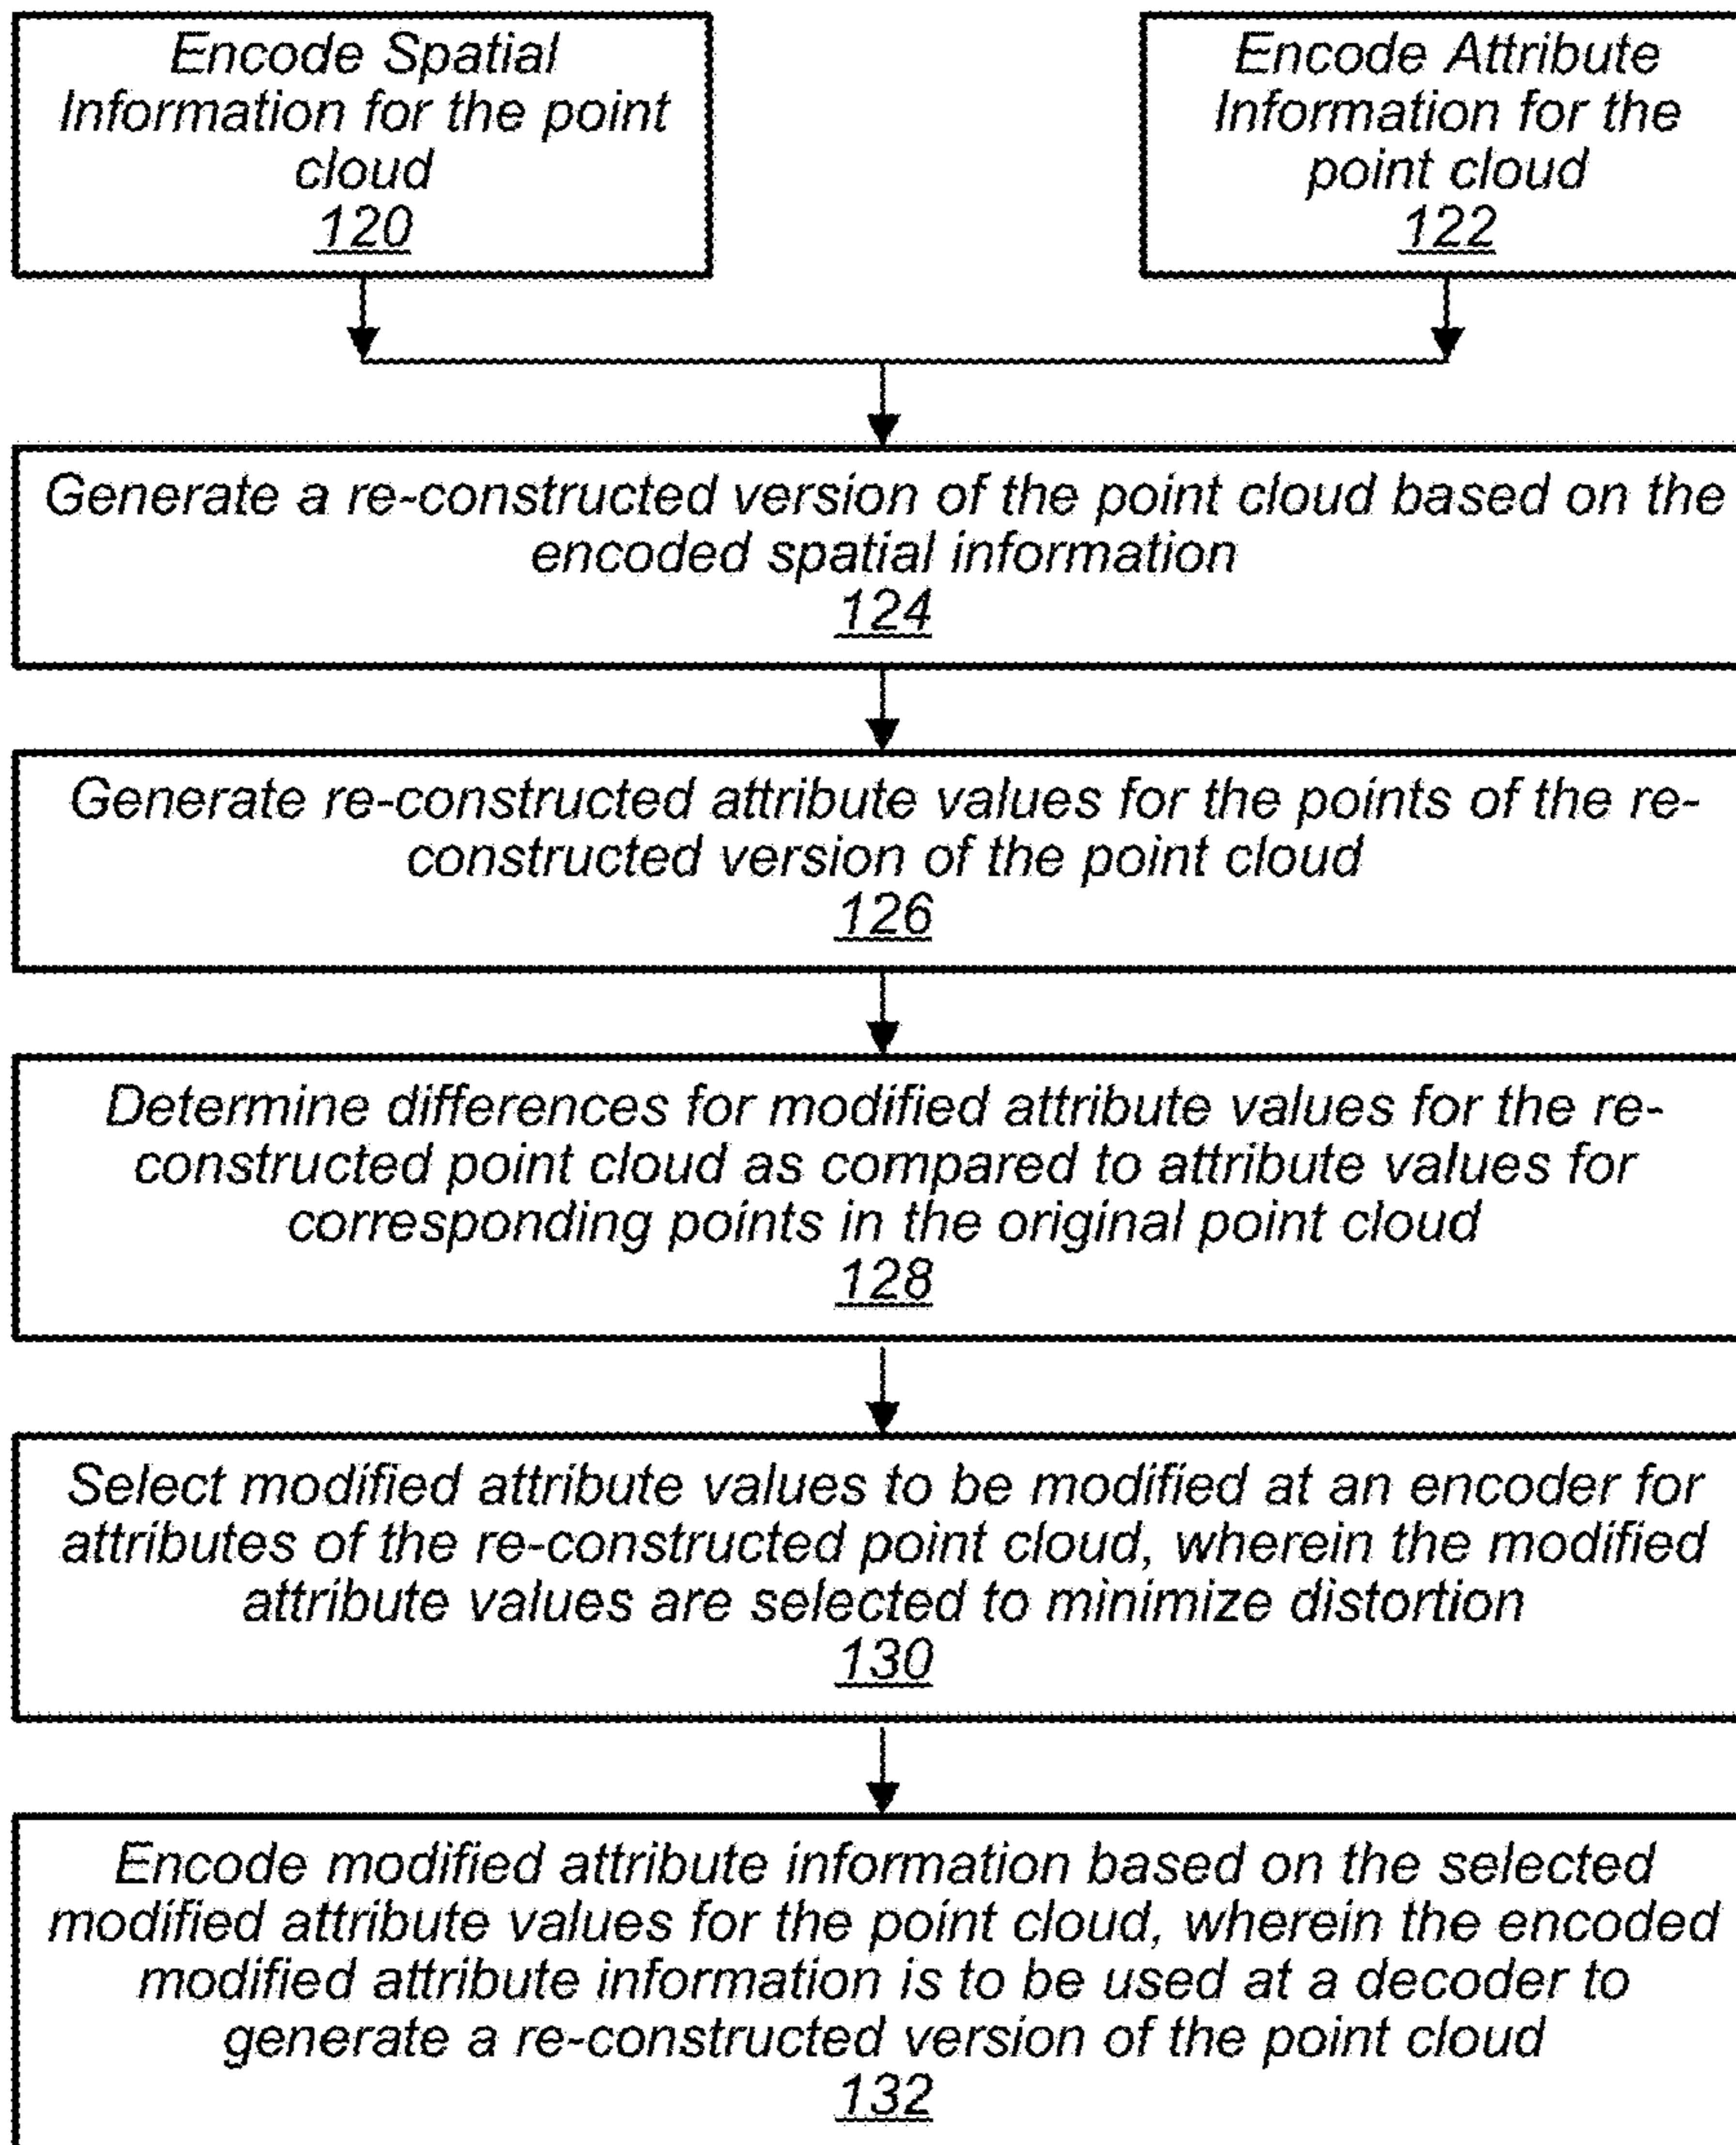 Encode Spatial
Information for the point
cloud
120
Encode Attribute
Information for the
point cloud
122
Generate a re-constructed version of the point cloud based on the
encoded spatial information
124
Generate re-constructed attribute values for the points of the re-
constructed version of the point cloud
126
Determine differences for modified attribute values for the re-
constructed point cloud as compared to attribute values for
corresponding points in the original point cloud
128
Select modified attribute values to be modified at an encoder for
attributes of the re-constructed point cloud, wherein the modified
attribute values are selected to minimize distortion
130
Encode modified attribute information based on the selected
modified attribute values for the point cloud, wherein the encoded
modified attribute information is to be used at a decoder to
generate a re-constructed version of the point cloud
132